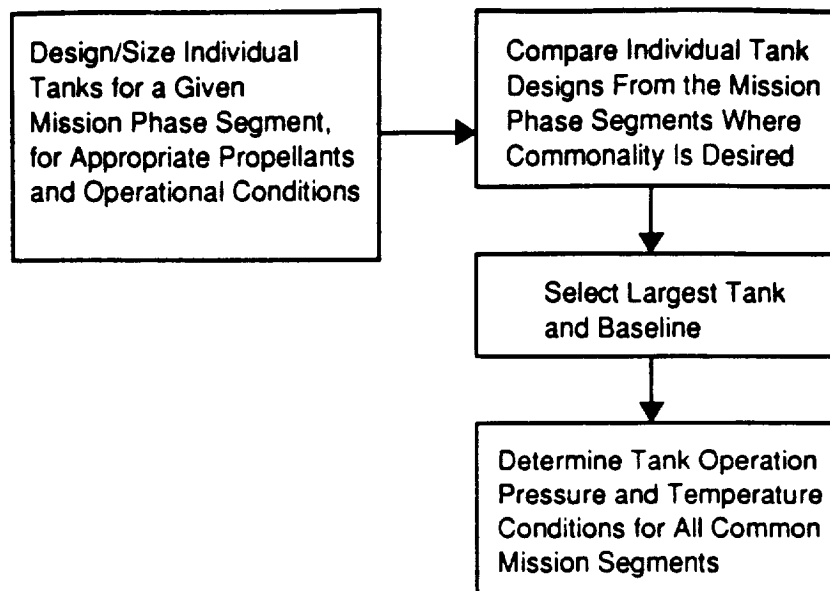 Design/Size Individual
Tanks for a Given
Mission Phase Segment,
for Appropriate Propellants
and Operational Conditions
Compare Individual Tank
Designs From the Mission
Phase Segments Where
Commonality Is Desired
Select Largest Tank
and Baseline
Determine Tank Operation
Pressure and Temperature
Conditions for All Common
Mission Segments